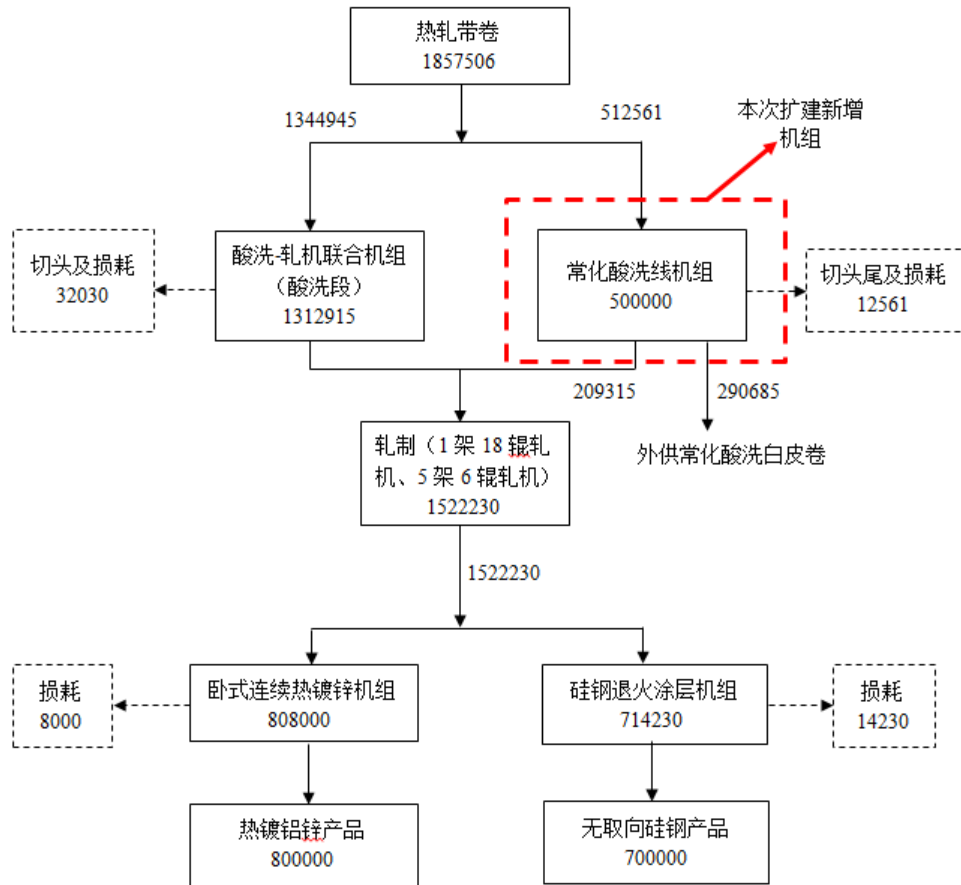 热轧带卷
1857506
1344945
512561
本次扩建新增
机组
切头及损耗
32030
酸洗-轧机联合机组
（酸洗段）
1312915
常化酸洗线机组
500000
切头尾及损耗
12561
209315
290685
轧制（1 架 18 辊轧
机、5 架 6 辊轧机）
1522230
外供常化酸洗白皮卷
1522230
损耗
8000
卧式连续热镀锌机组
808000
硅钢退火涂层机组
714230
损耗
14230
热镀铝锌产品
800000
无取向硅钢产品
700000